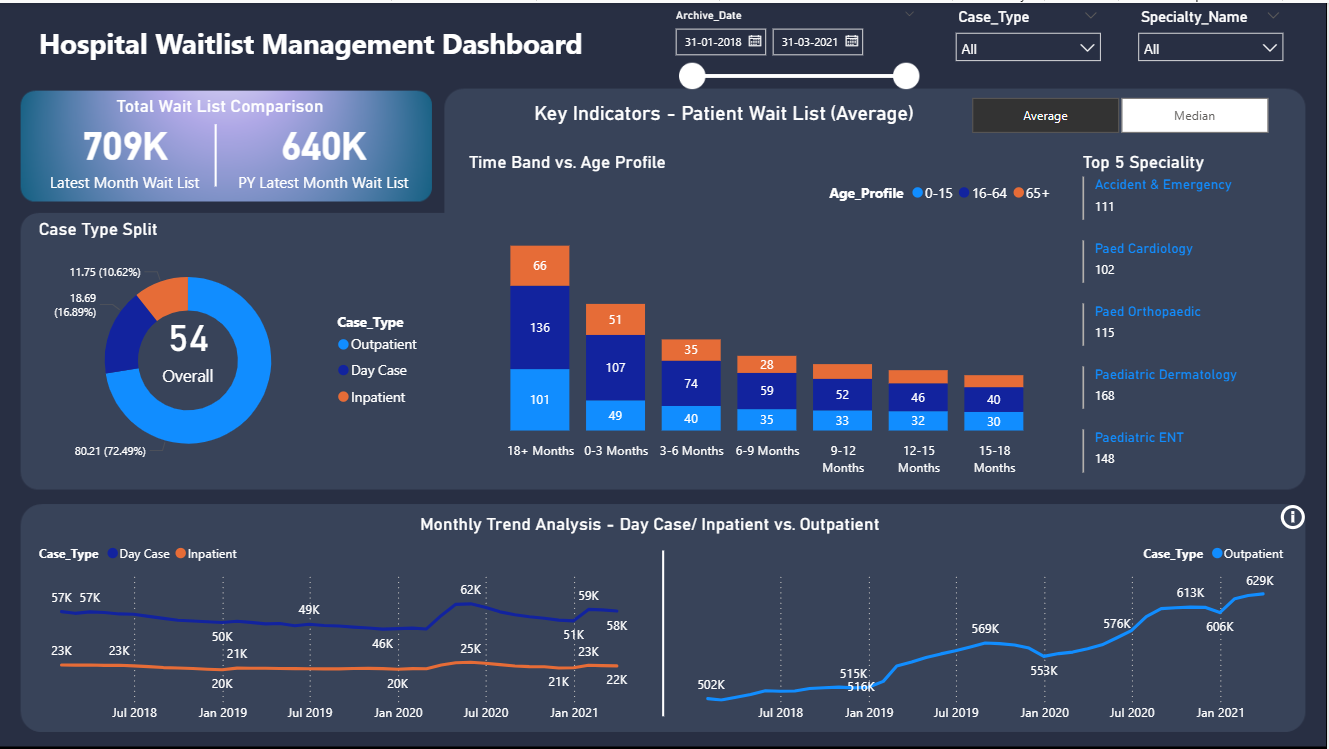 Hospital Waitlist Management Dashboard
Archive_Date
31-01-2018
31-03-2021
Case_Type
All
Specialty_Name
All
Total Wait List Comparison
709K
Latest Month Wait List
640K
PY Latest Month Wait List
Key Indicators - Patient Wait List (Average)
Average
Median
Case Type Split
11.75 (10.62%)
18.69
(16.89%)
54
Overall
80.21 (72.49%)
Case_Type
Outpatient
Day Case
Inpatient
Time Band vs. Age Profile
Age_Profile 0-15 16-64 65+
66
136
101
51
107
49
35
74
40
28
59
35
52
33
46
32
40
30
18+ Months
0-3 Months
3-6 Months
6-9 Months
9-12
Months
12-15
Months
15-18
Months
Top 5 Speciality
Accident & Emergency
111
Paed Cardiology
102
Paed Orthopaedic
115
Paediatric Dermatology
168
Paediatric ENT
148
Monthly Trend Analysis - Day Case/ Inpatient vs. Outpatient
Case_Type Day Case Inpatient
57K 57K 50K 49K 46K 62K 51K 59K 58K
23K 23K 20K 21K 20K 25K 21K 23K 22K
Jul 2018 Jan 2019 Jul 2019 Jan 2020 Jul 2020 Jan 2021
Case_Type Outpatient
502K 515K 516K 569K 553K 576K 613K 606K 629K
Jul 2018 Jan 2019 Jul 2019 Jan 2020 Jul 2020 Jan 2021